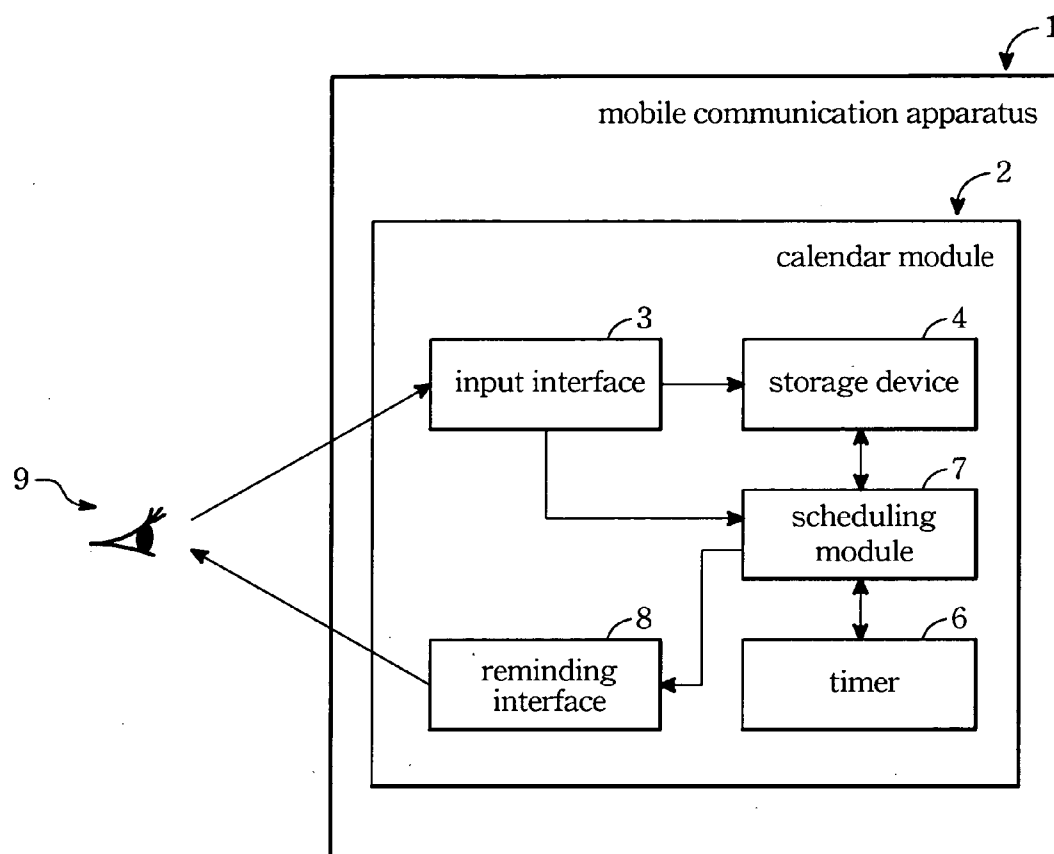 1
mobile communication apparatus
2
calendar module
3
4
input interface
storage device
7
9
scheduling
module
8
6
reminding
interface
timer